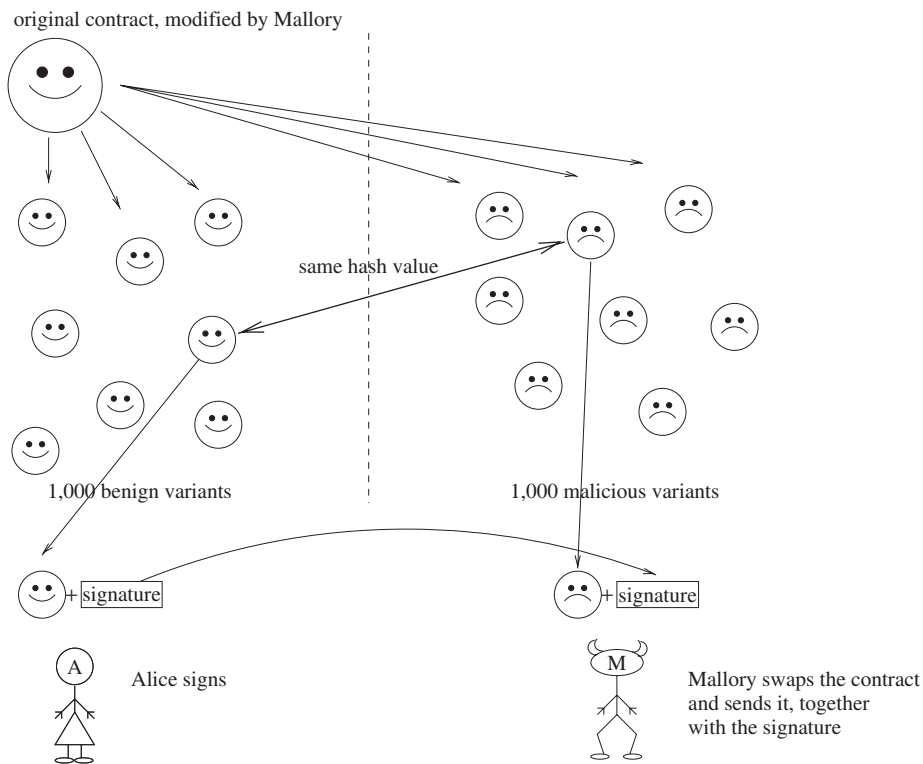 original contract, modified by Mallory
same hash value
1,000 benign variants
1,000 malicious variants
+ signature
+ signature
A
Alice signs
M
Mallory swaps the contract
and sends it, together
with the signature